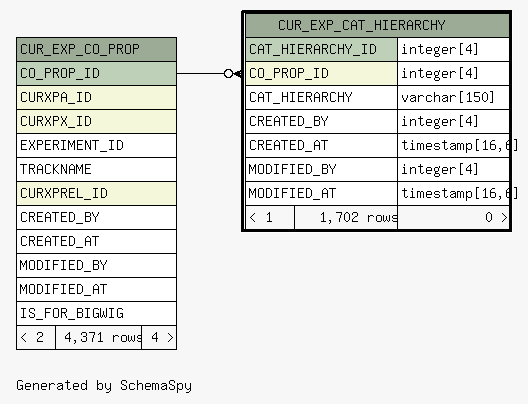 CUR_EXP_CO_PROP
CO_PROP_ID
CURXPA_ID
CURXPX_ID
EXPERIMENT_ID
TRACKNAME
CURXPREL_ID
CREATED_BY
CREATED_AT
MODIFIED_BY
MODIFIED_AT
IS_FOR_BIGWIG
< 2 4,371 rows 4 >
CUR_EXP_CAT_HIERARCHY
CAT_HIERARCHY_ID integer[4]
CO_PROP_ID integer[4]
CAT_HIERARCHY varchar[150]
CREATED_BY integer[4]
CREATED_AT timestamp[16,6]
MODIFIED_BY integer[4]
MODIFIED_AT timestamp[16,6]
< 1 1,702 rows 0 >
Generated by SchemaSpy